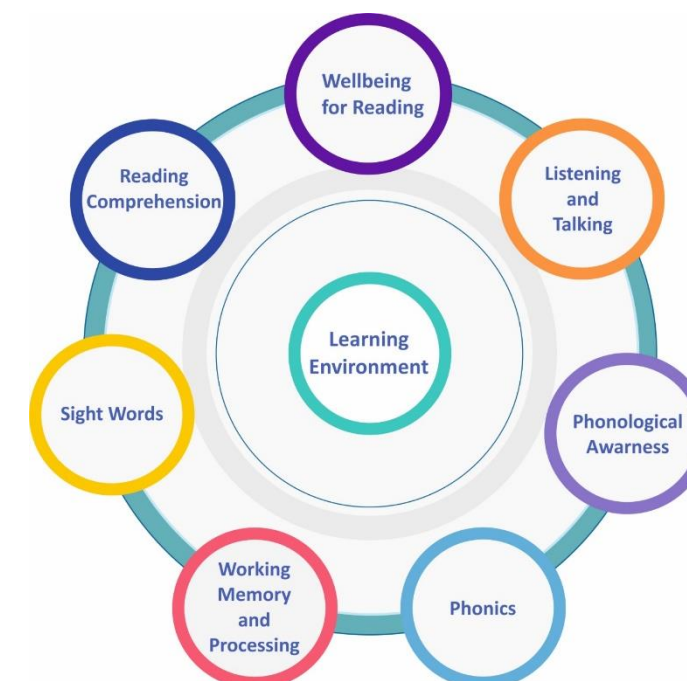 Wellbeing
for Reading
Listening
and
Talking
Phonological
Awarness
Phonics
Working
Memory
and
Processing
Sight Words
Reading
Comprehension
Learning
Environment